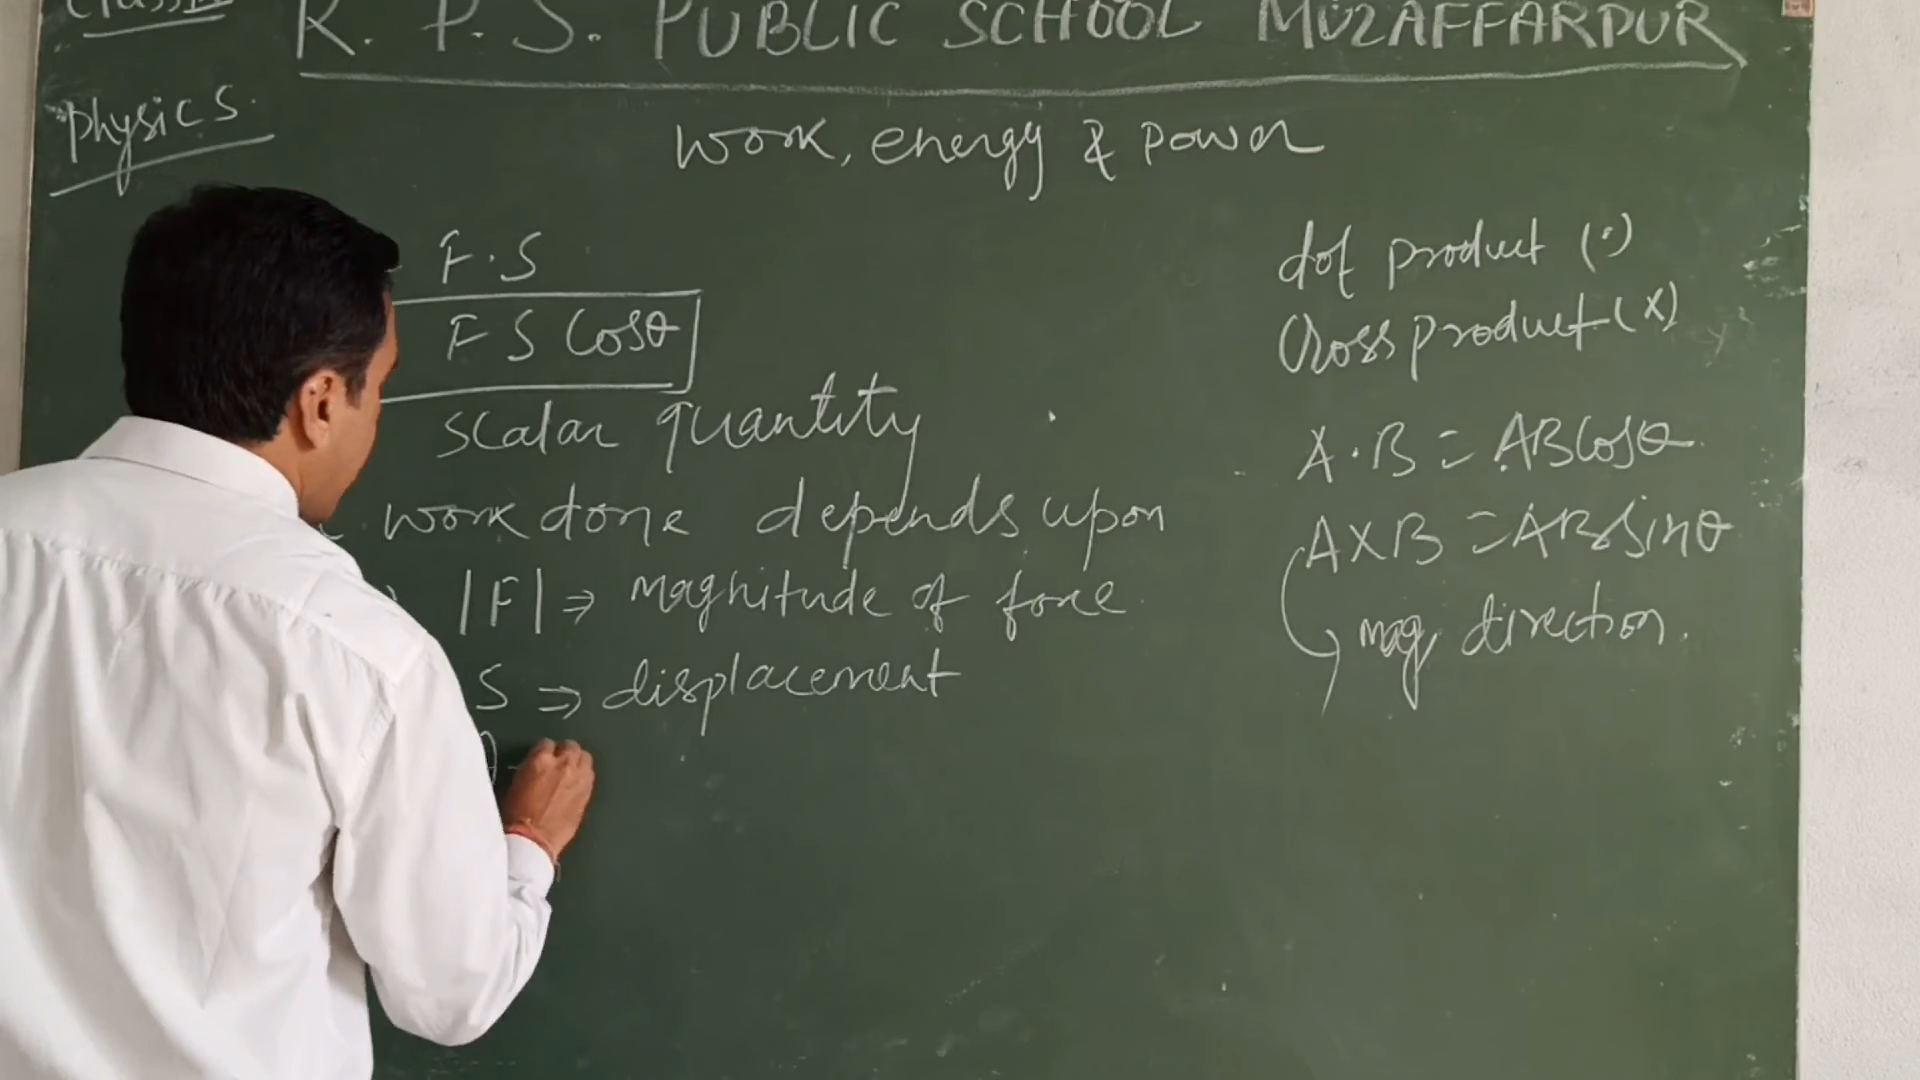 R. P. S. PUBLIC SCHOOL MUZAFFARPUR
Physics.
Work, energy & power
F.S
F S Cosθ
scalar quantity
work done depends upon
|F| ⇒ magnitude of force
S ⇒ displacement
dot product (.)
Cross product (X)
A.B = ABCosθ
AXB = ABSinθ
mag, direction.